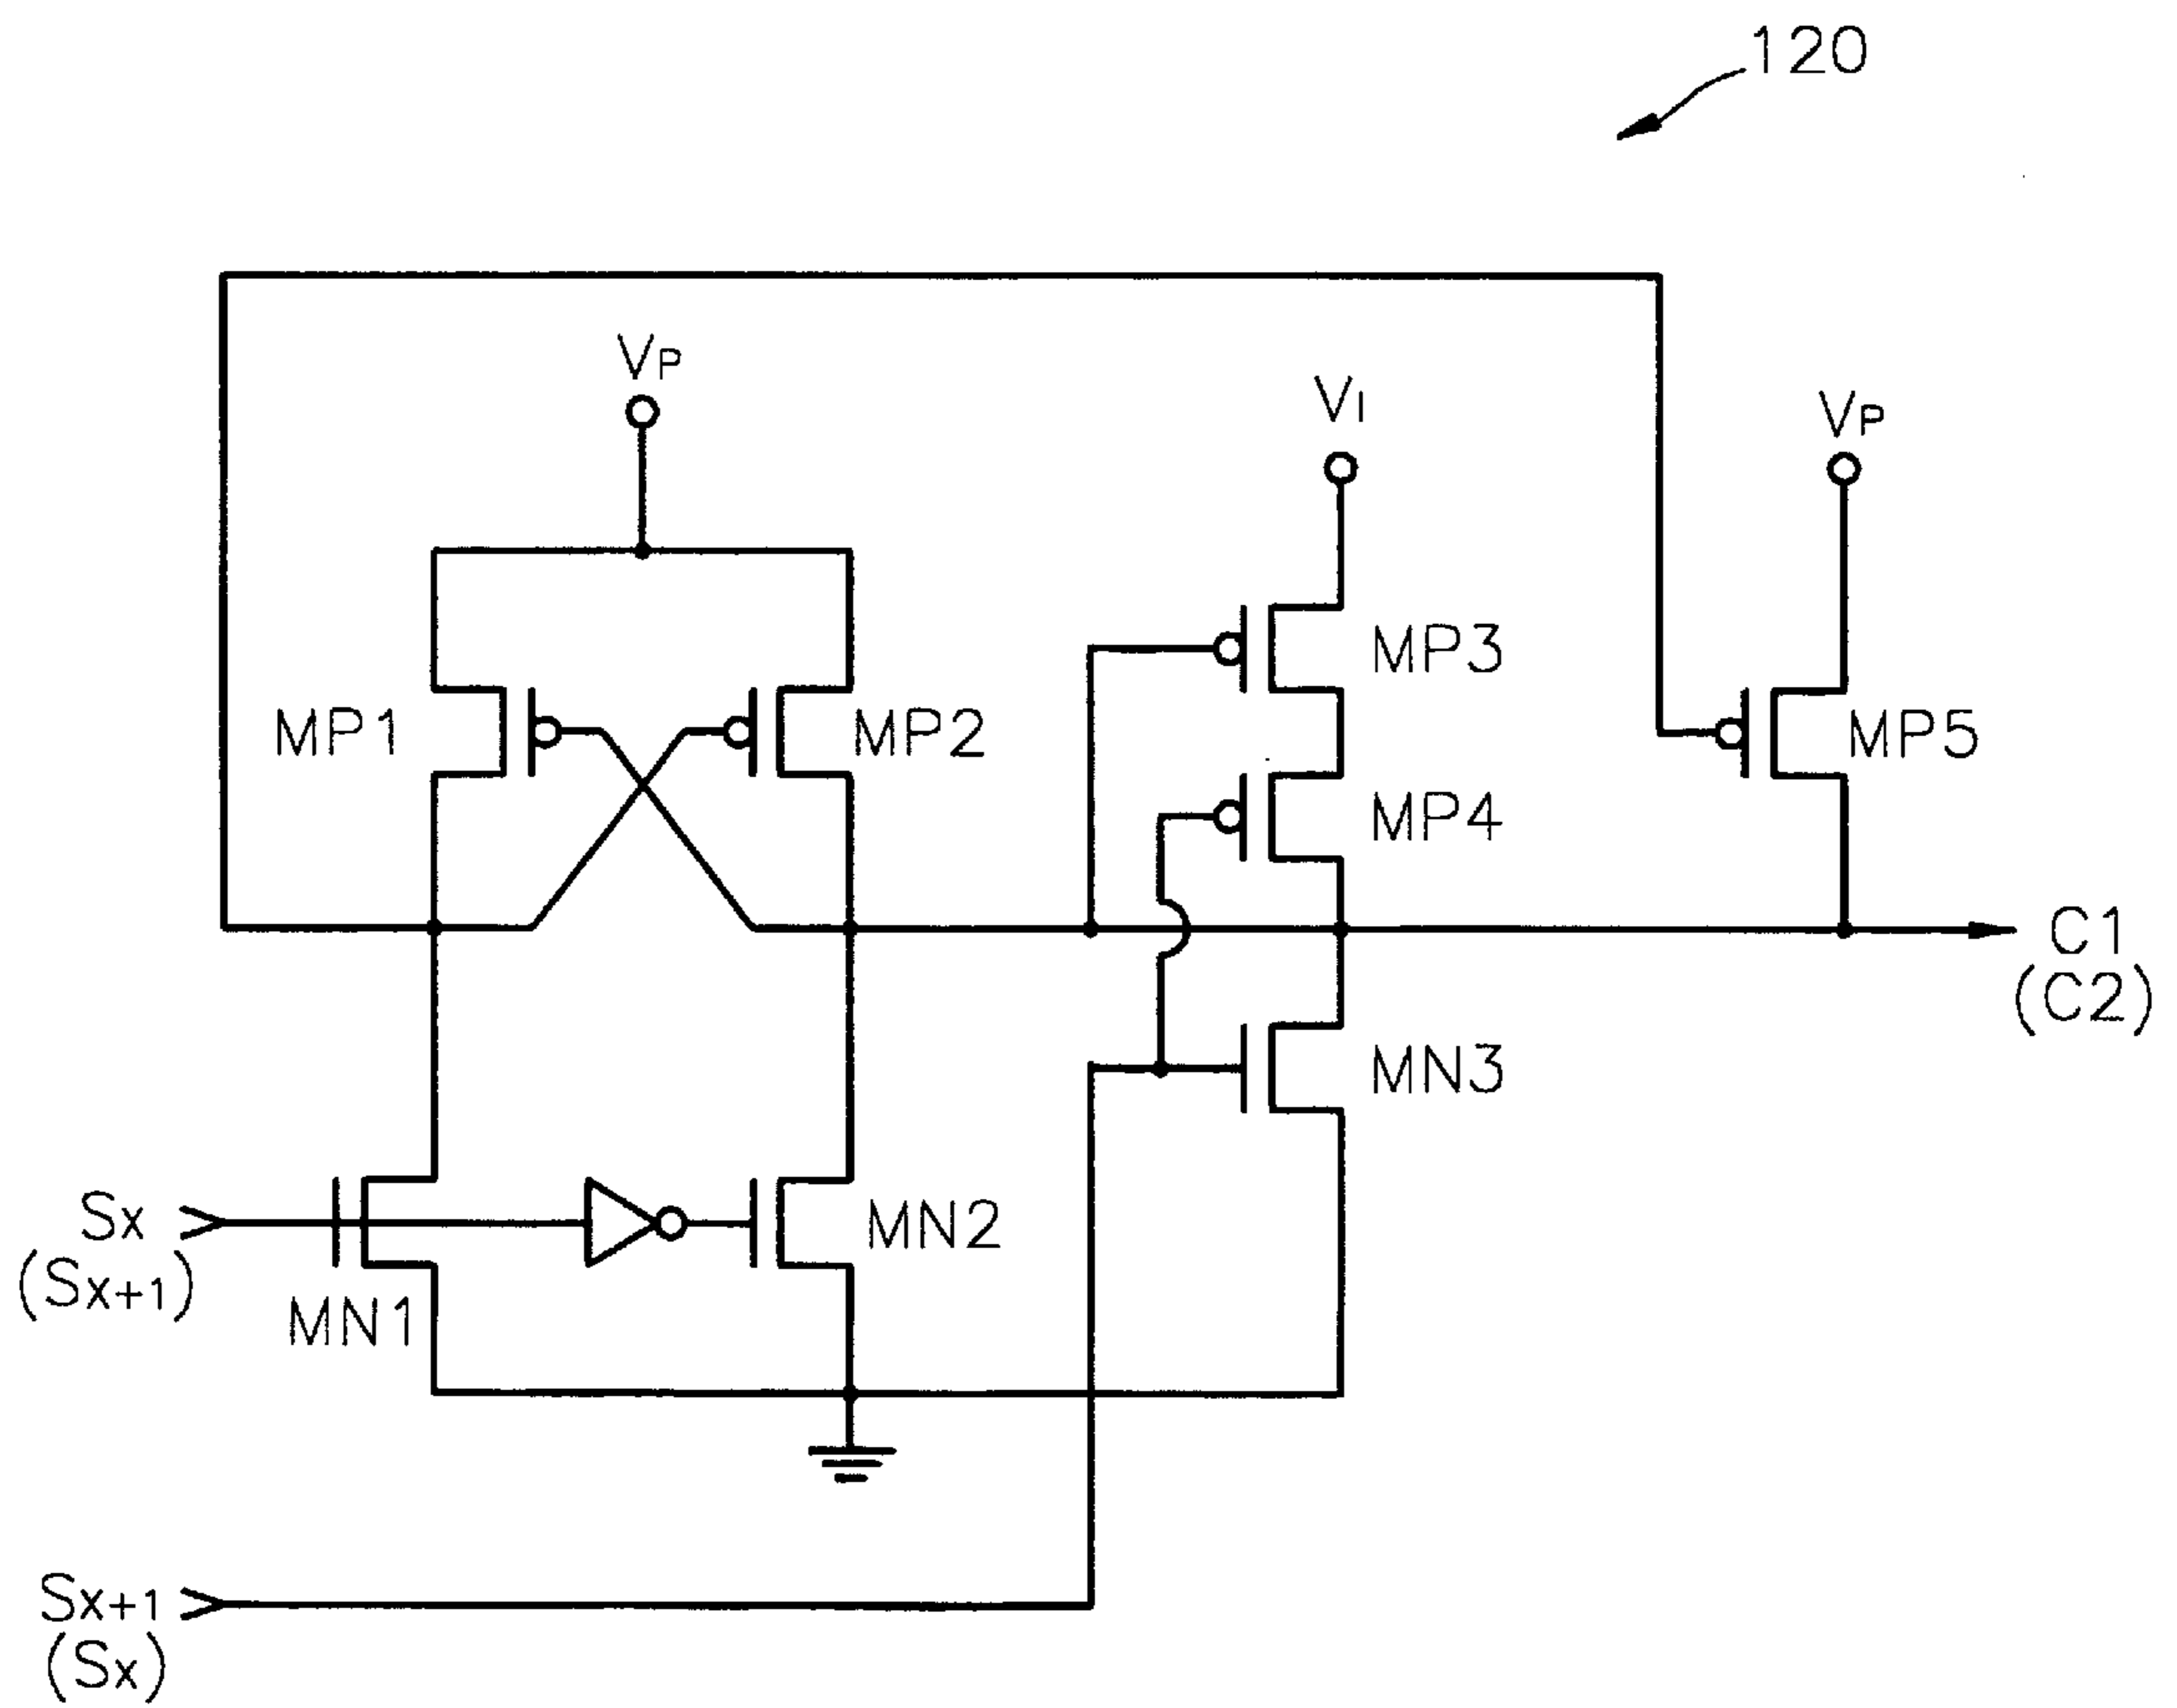 120
VP
VI
VP
MP3
MP1
MP2
MP5
MP4
C1
(C2)
MN3
Sx
(Sx+1)
MN2
MN1
Sx+1
(Sx)